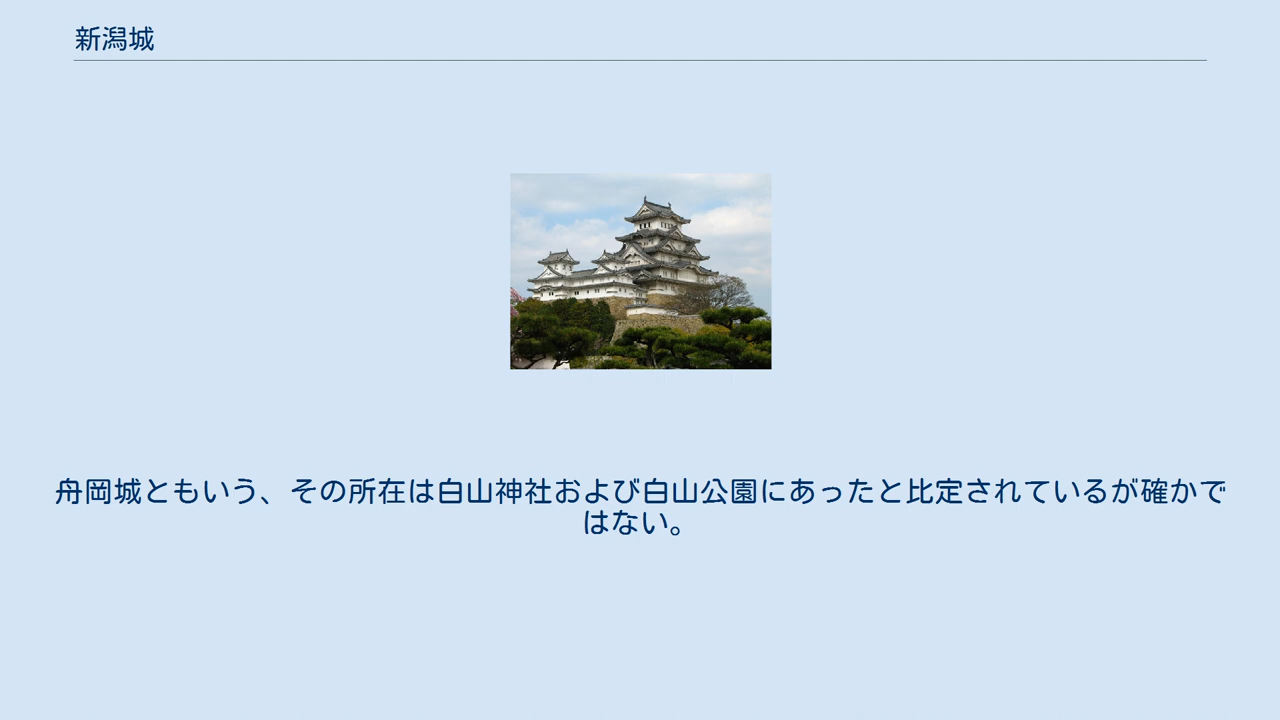 新潟城
舟岡城ともいう、その所在は白山神社および白山公園にあったと比定されているが確かで
はない。